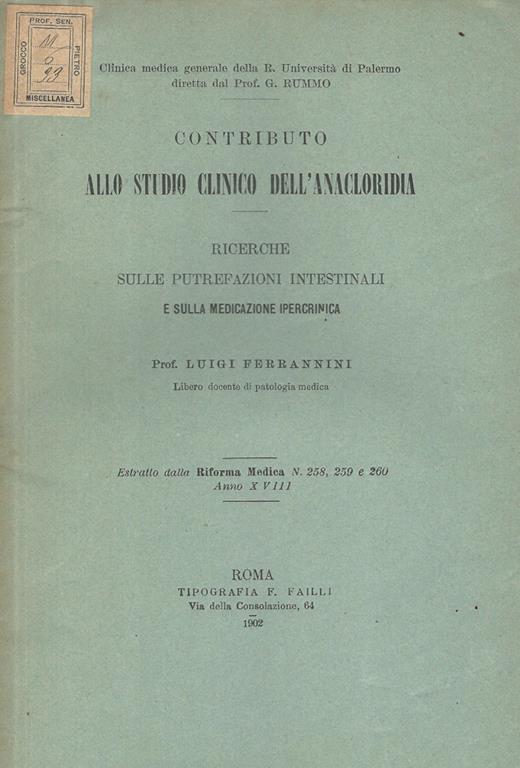 PROF. SEN.
GROCCO
PIETRO
93
MISCELLANEA
Clinica medica generale della R. Università di Palermo
diretta dal Prof. G. RUMMO
CONTRIBUTO
ALLO STUDIO CLINICO DELL'ANACLORIDIA
RICERCHE
SULLE PUTREFAZIONI INTESTINALI
E SULLA MEDICAZIONE IPERCRINICA
Prof. LUIGI FERRANNINI
Libero docente di patologia medica
Estratto dalla Riforma Medica N. 258, 259 e 260
Anno XVIII
ROMA
TIPOGRAFIA F. FAILLI
Via della Consolazione, 64
1902